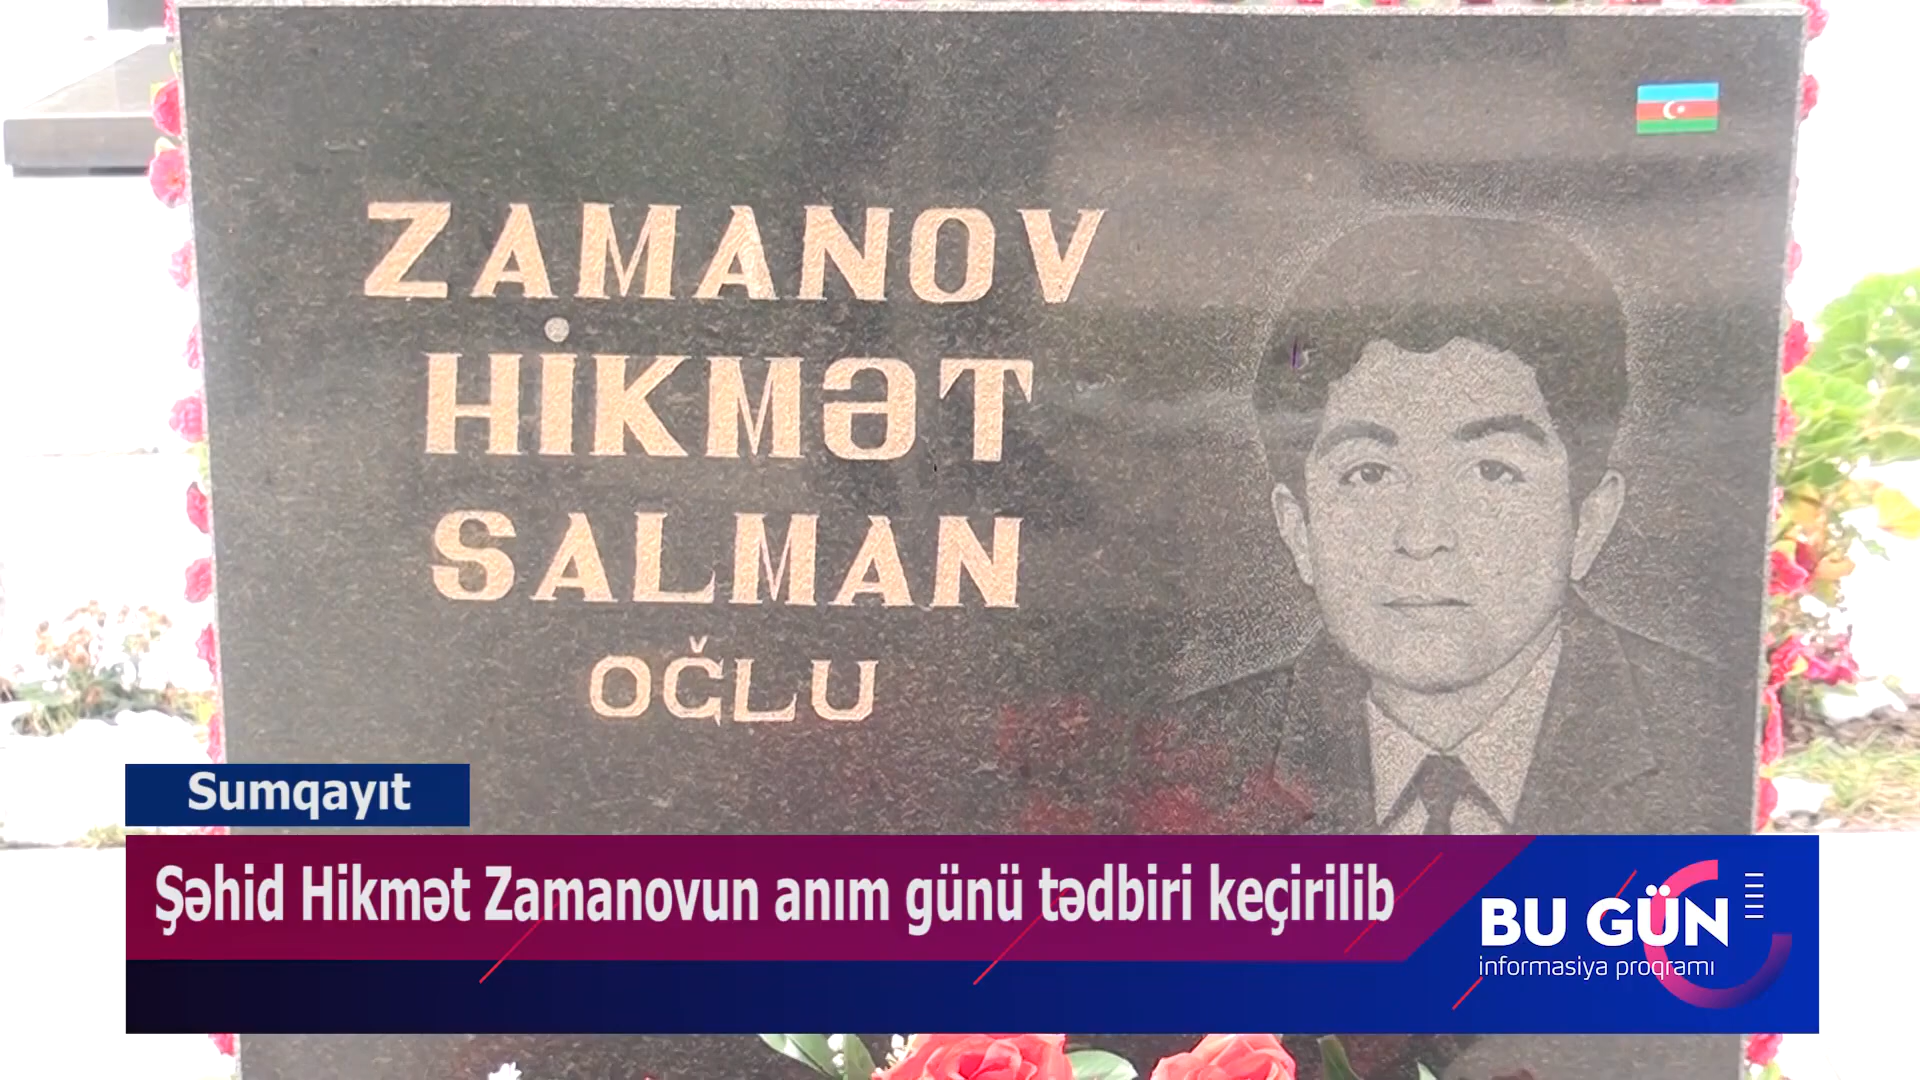 ZAMANOV
HİKMƏT
SALMAN
OĞLU
Sumqayıt
Şəhid Hikmət Zamanovun anım günü tədbiri keçirilib
BU GÜN
informasiya proqramı